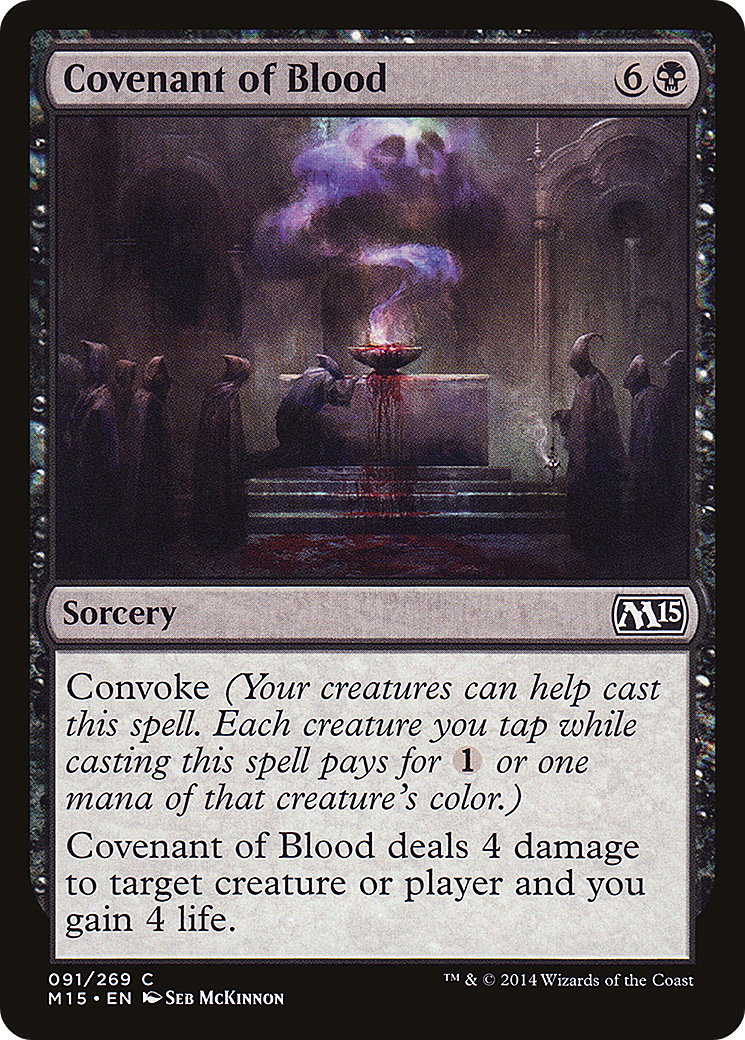 Covenant of Blood 6
Sorcery M15
Convoke (Your creatures can help cast
this spell. Each creature you tap while
casting this spell pays for 1 or one
mana of that creature's color.)
Covenant of Blood deals 4 damage
to target creature or player and you
gain 4 life.
091/269 C
™ & © 2014 Wizards of the Coast
M15 • EN Seb McKinnon